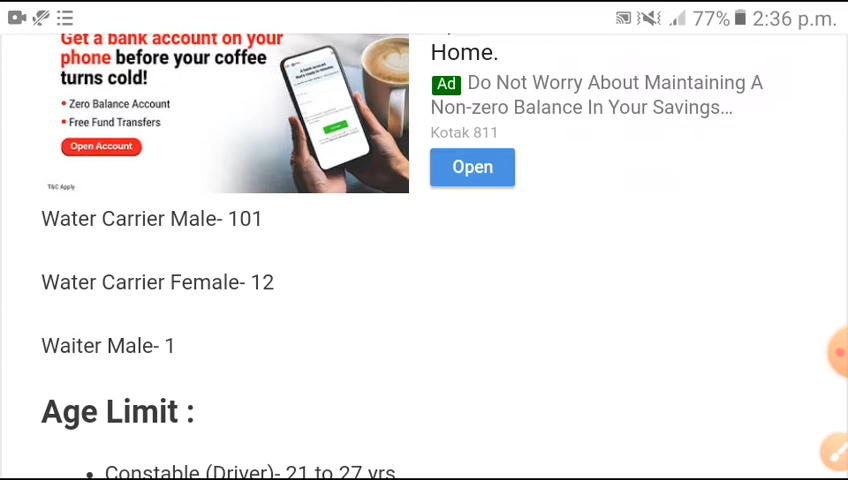 77% 2:36 p.m.
Get a bank account on your
phone before your coffee
turns cold!
• Zero Balance Account
• Free Fund Transfers
Open Account
T&C Apply
Home.
Ad Do Not Worry About Maintaining A
Non-zero Balance In Your Savings...
Kotak 811
Open
Water Carrier Male- 101
Water Carrier Female- 12
Waiter Male- 1
Age Limit :
• Constable (Driver)- 21 to 27 yrs